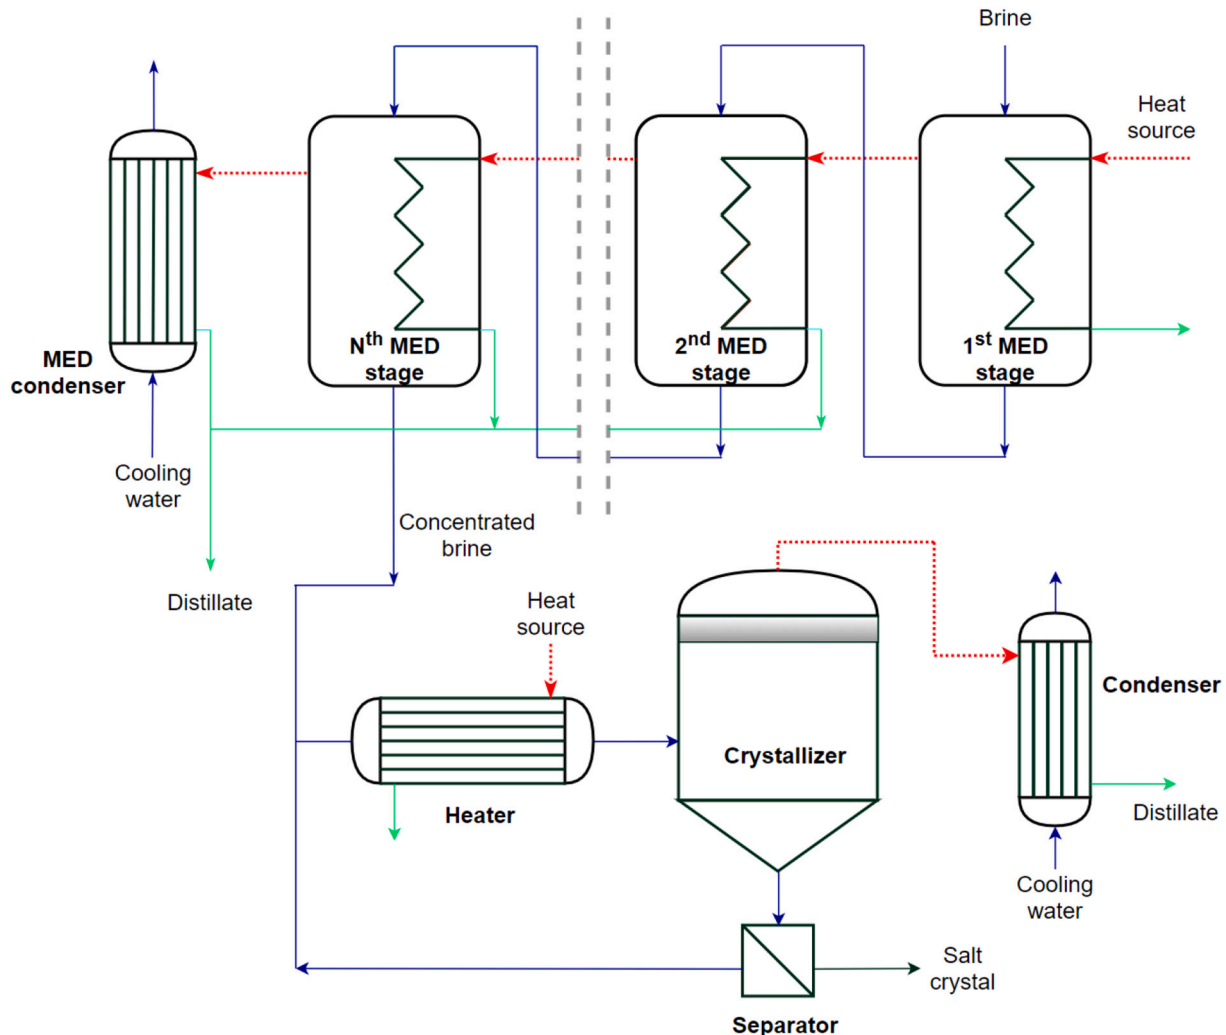 Brine
Heat
source
MED
condenser
Nth MED
stage
2nd MED
stage
1st MED
stage
Cooling
water
Concentrated
brine
Distillate
Heat
source
Condenser
Crystallizer
Heater
Distillate
Cooling
water
Salt
crystal
Separator